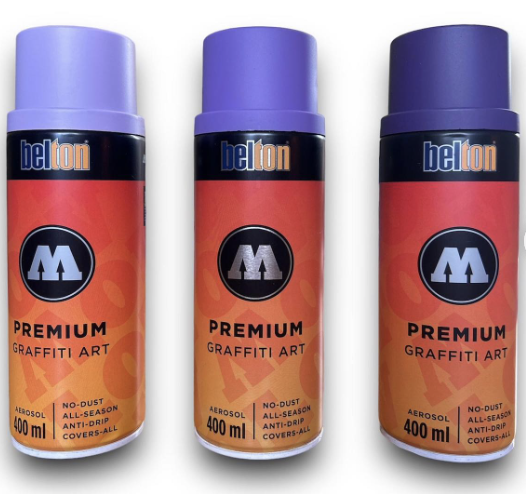 belton
M
PREMIUM
GRAFFITI ART
AEROSOL
400 ml
NO-DUST
ALL-SEASON
ANTI-DRIP
COVERS-ALL
belton
M
PREMIUM
GRAFFITI ART
AEROSOL
400 ml
NO-DUST
ALL-SEASON
ANTI-DRIP
COVERS-ALL
belton
M
PREMIUM
GRAFFITI ART
AEROSOL
400 ml
NO-DUST
ALL-SEASON
ANTI-DRIP
COVERS-ALL